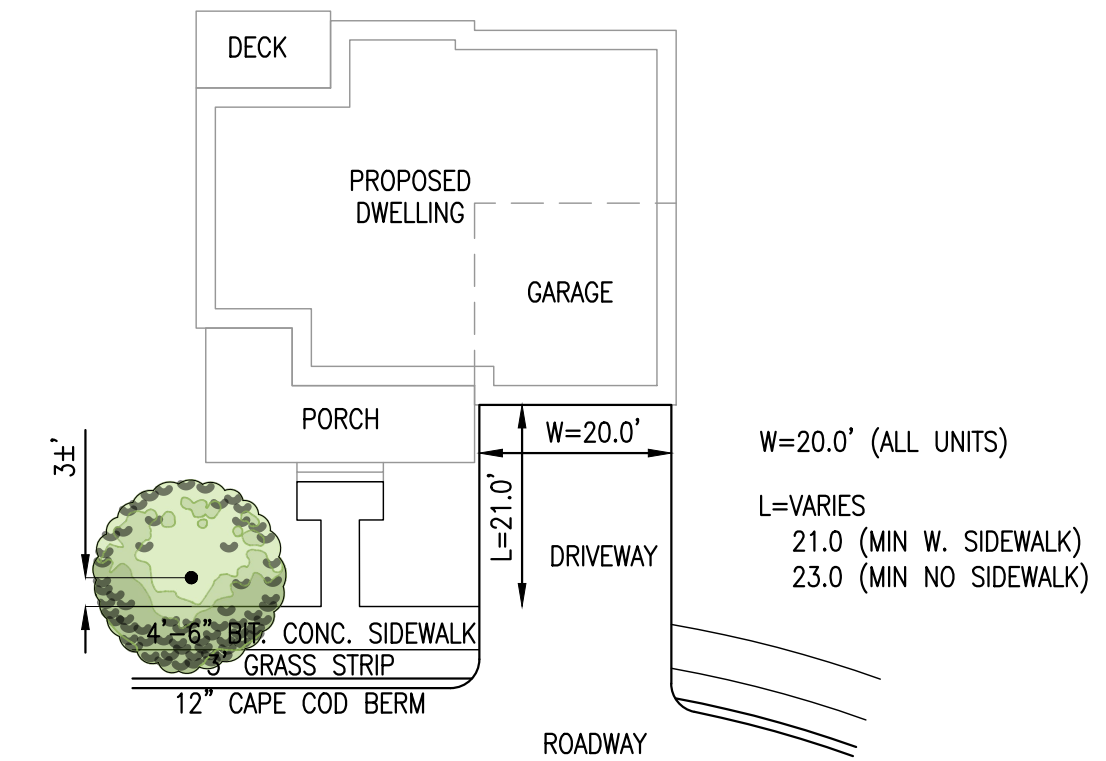 DECK
PROPOSED
DWELLING
GARAGE
PORCH
W=20.0'
W=20.0' (ALL UNITS)
3±'
L=21.0'
L=VARIES
21.0 (MIN W. SIDEWALK)
23.0 (MIN NO SIDEWALK)
DRIVEWAY
4'-6" BIT. CONC. SIDEWALK
3' GRASS STRIP
12" CAPE COD BERM
ROADWAY